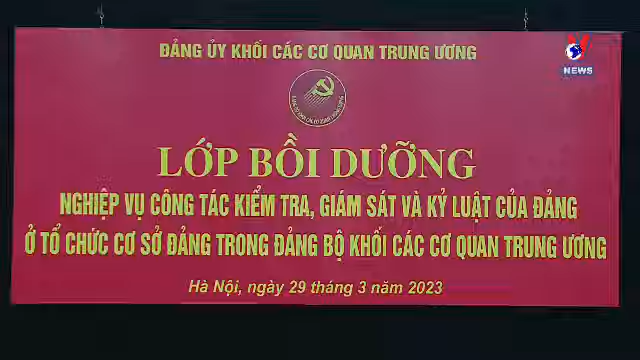 ĐẢNG ỦY KHỐI CÁC CƠ QUAN TRUNG ƯƠNG
NEWS
LỚP BỒI DƯỠNG
NGHIỆP VỤ CÔNG TÁC KIỂM TRA, GIÁM SÁT VÀ KỶ LUẬT CỦA ĐẢNG
Ở TỔ CHỨC CƠ SỞ ĐẢNG TRONG ĐẢNG BỘ KHỐI CÁC CƠ QUAN TRUNG ƯƠNG
Hà Nội, ngày 29 tháng 3 năm 2023